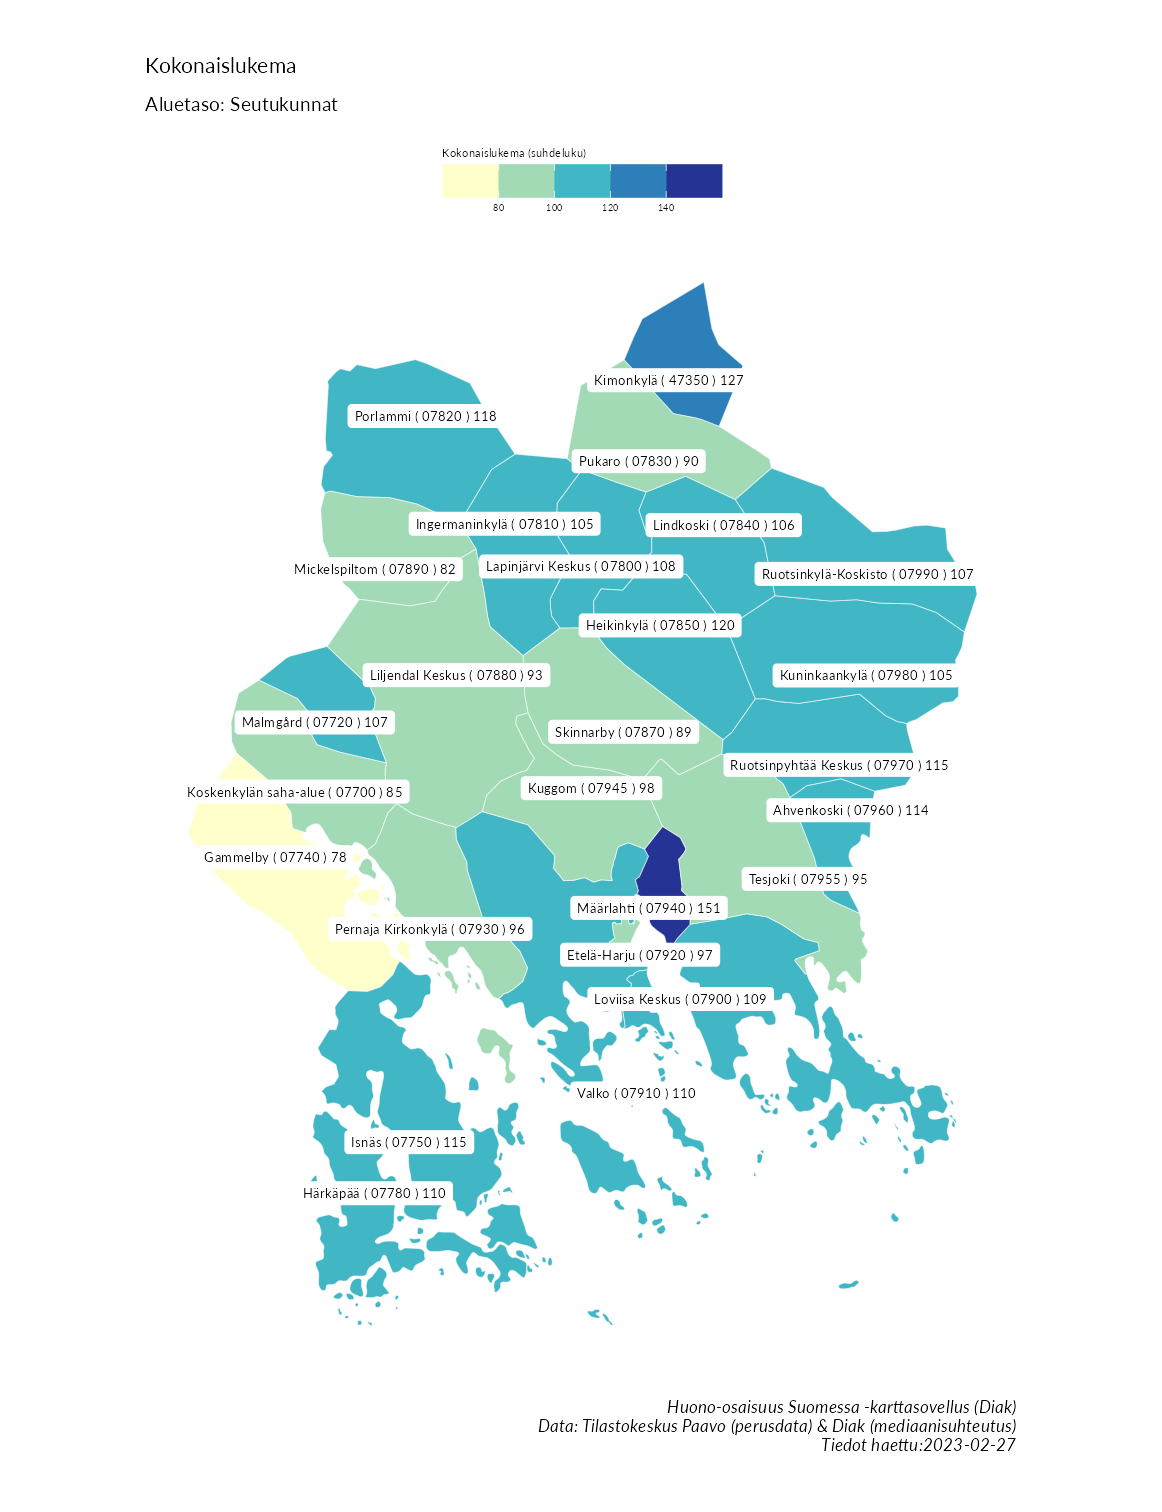 Kokonaislukema
Aluetaso: Seutukunnat
Kokonaislukema (suhdeluku)
80 100 120 140
Kimonkylä ( 47350 ) 127
Porlammi ( 07820 ) 118
Pukaro ( 07830 ) 90
Ingermaninkylä ( 07810 ) 105
Lindkoski ( 07840 ) 106
Mickelspiltom ( 07890 ) 82
Lapinjärvi Keskus ( 07800 ) 108
Ruotsinkylä-Koskisto ( 07990 ) 107
Heikinkylä ( 07850 ) 120
Liljendal Keskus ( 07880 ) 93
Kuninkaankylä ( 07980 ) 105
Malmgård ( 07720 ) 107
Skinnarby ( 07870 ) 89
Ruotsinpyhtää Keskus ( 07970 ) 115
Koskenkylän saha-alue ( 07700 ) 85
Kuggom ( 07945 ) 98
Ahvenkoski ( 07960 ) 114
Gammelby ( 07740 ) 78
Tesjoki ( 07955 ) 95
Määrlahti ( 07940 ) 151
Pernaja Kirkonkylä ( 07930 ) 96
Etelä-Harju ( 07920 ) 97
Loviisa Keskus ( 07900 ) 109
Valko ( 07910 ) 110
Isnäs ( 07750 ) 115
Härkäpää ( 07780 ) 110
Huono-osaisuus Suomessa -karttasovellus (Diak)
Data: Tilastokeskus Paavo (perusdata) & Diak (mediaanisuhteutus)
Tiedot haettu:2023-02-27